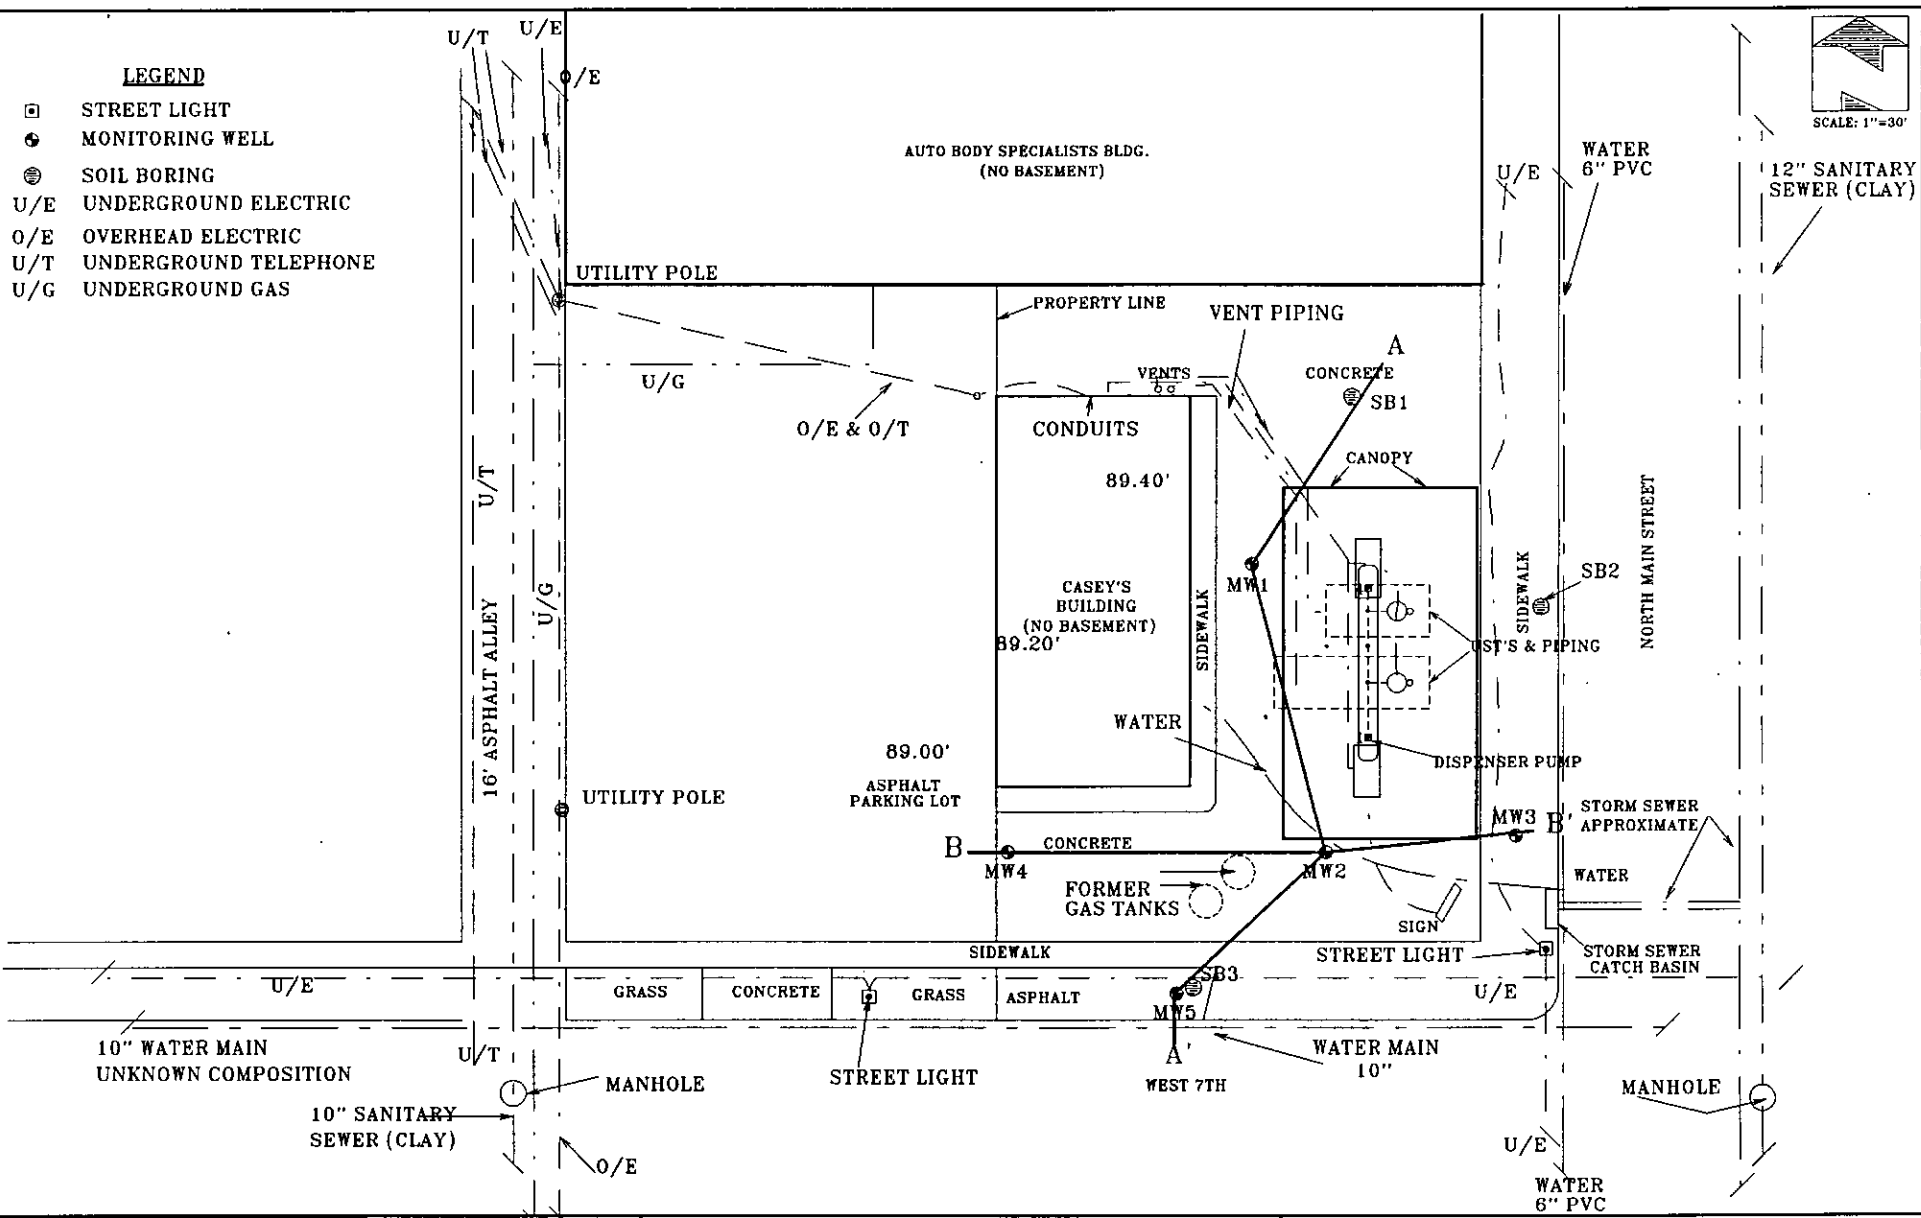 LEGEND
STREET LIGHT
MONITORING WELL
SOIL BORING
U/E UNDERGROUND ELECTRIC
O/E OVERHEAD ELECTRIC
U/T UNDERGROUND TELEPHONE
U/G UNDERGROUND GAS
U/T
U/E
O/E
SCALE: 1"=30'
AUTO BODY SPECIALISTS BLDG.
(NO BASEMENT)
U/E
WATER
6" PVC
12" SANITARY
SEWER (CLAY)
UTILITY POLE
PROPERTY LINE
VENT PIPING
U/G
VENTS
CONCRETE
A
SB1
O/E & O/T
CONDUITS
CANOPY
89.40'
U/T
U/G
16' ASPHALT ALLEY
MW1
CASEY'S
BUILDING
(NO BASEMENT)
89.20'
SIDEWALK
SIDEWALK
SB2
NORTH MAIN STREET
UST'S & PIPING
WATER
89.00'
DISPENSER PUMP
ASPHALT
PARKING LOT
UTILITY POLE
STORM SEWER
APPROXIMATE
MW3
B'
B
CONCRETE
MW4
MW2
FORMER
GAS TANKS
WATER
SIGN
SIDEWALK
STREET LIGHT
STORM SEWER
CATCH BASIN
U/E
GRASS
CONCRETE
GRASS
ASPHALT
SB3
MW5
U/E
10" WATER MAIN
UNKNOWN COMPOSITION
U/T
MANHOLE
STREET LIGHT
A'
WEST 7TH
WATER MAIN
10"
MANHOLE
10" SANITARY
SEWER (CLAY)
O/E
U/E
WATER
6" PVC